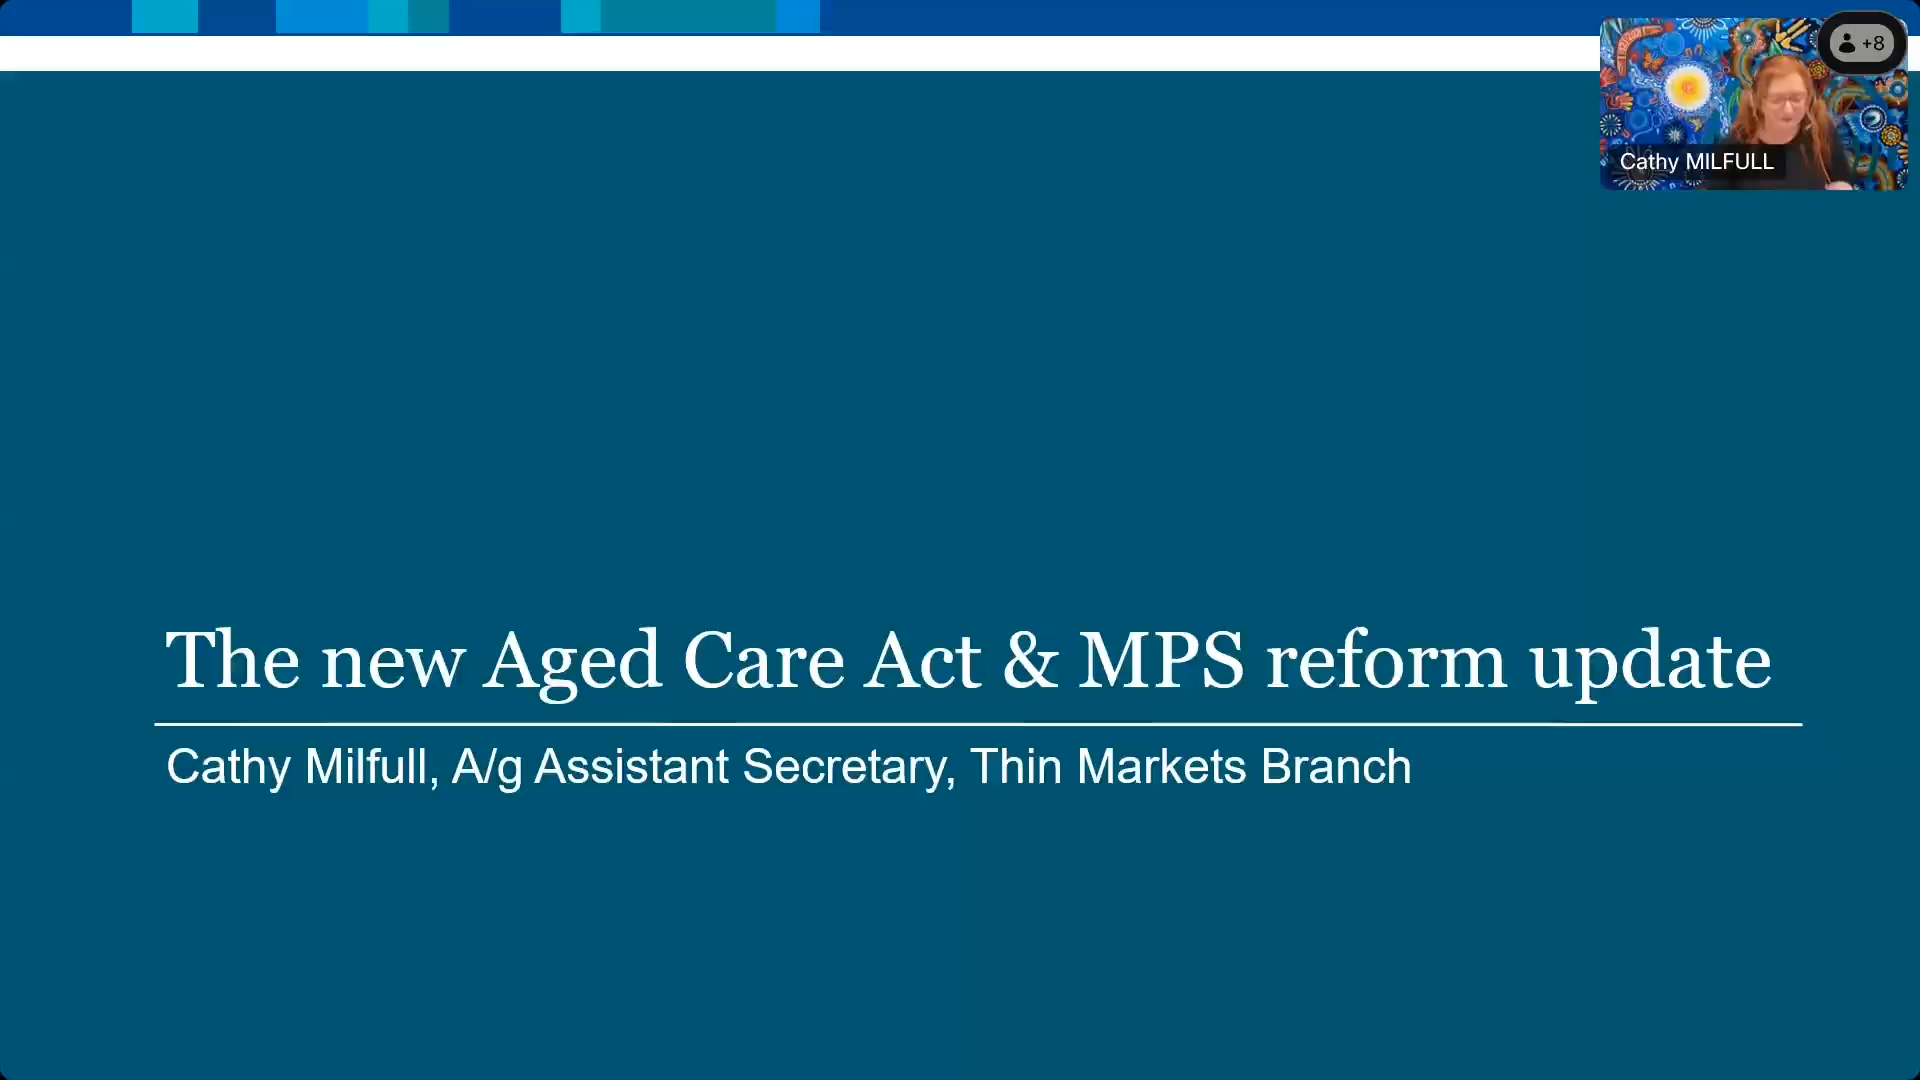 +8
Cathy MILFULL
The new Aged Care Act & MPS reform update
Cathy Milfull, A/g Assistant Secretary, Thin Markets Branch